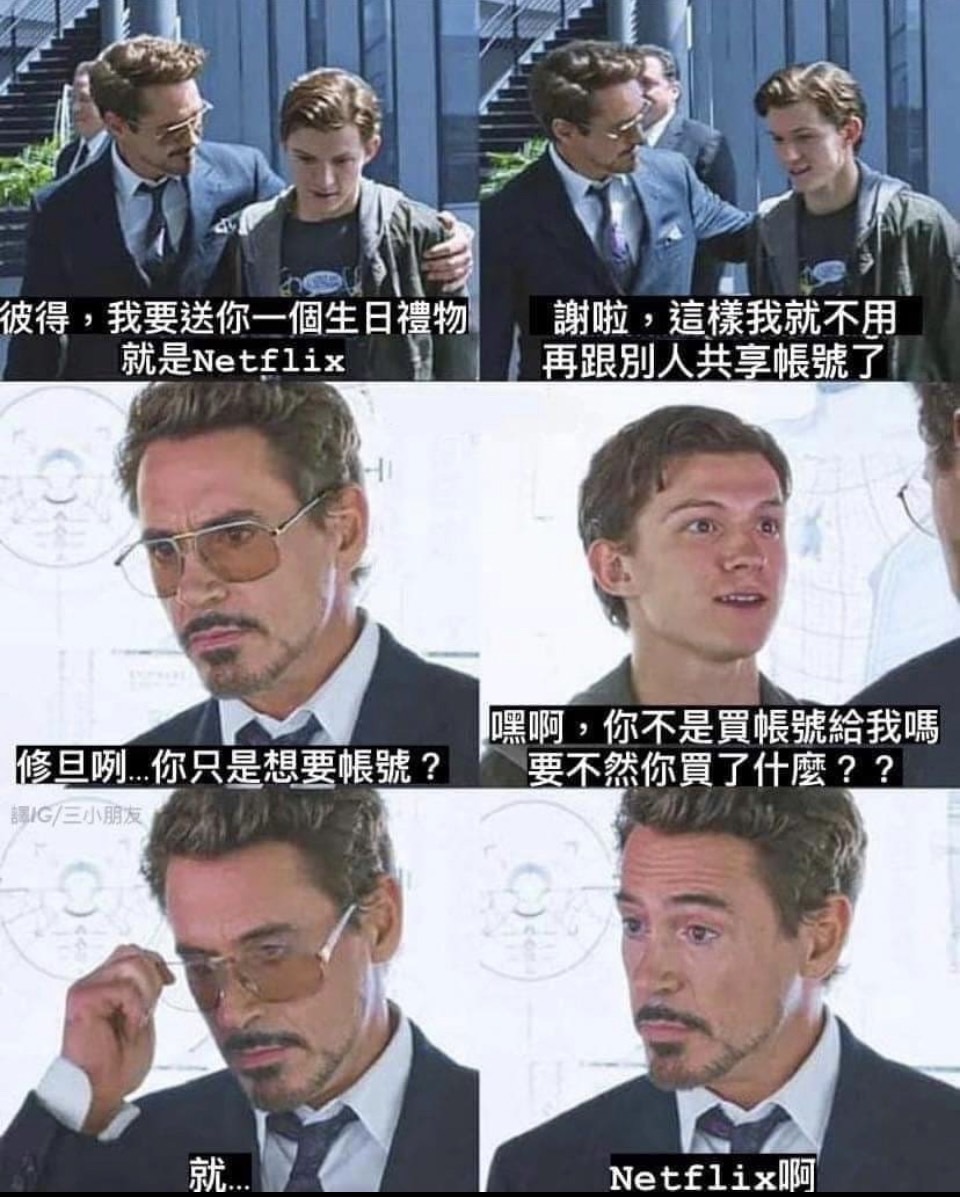 彼得，我要送你一個生日禮物
就是Netflix
謝啦，這樣我就不用
再跟別人共享帳號了
修旦咧...你只是想要帳號？
嘿啊，你不是買帳號給我嗎
要不然你買了什麼？？
譯IG/三小朋友
就...
Netflix啊